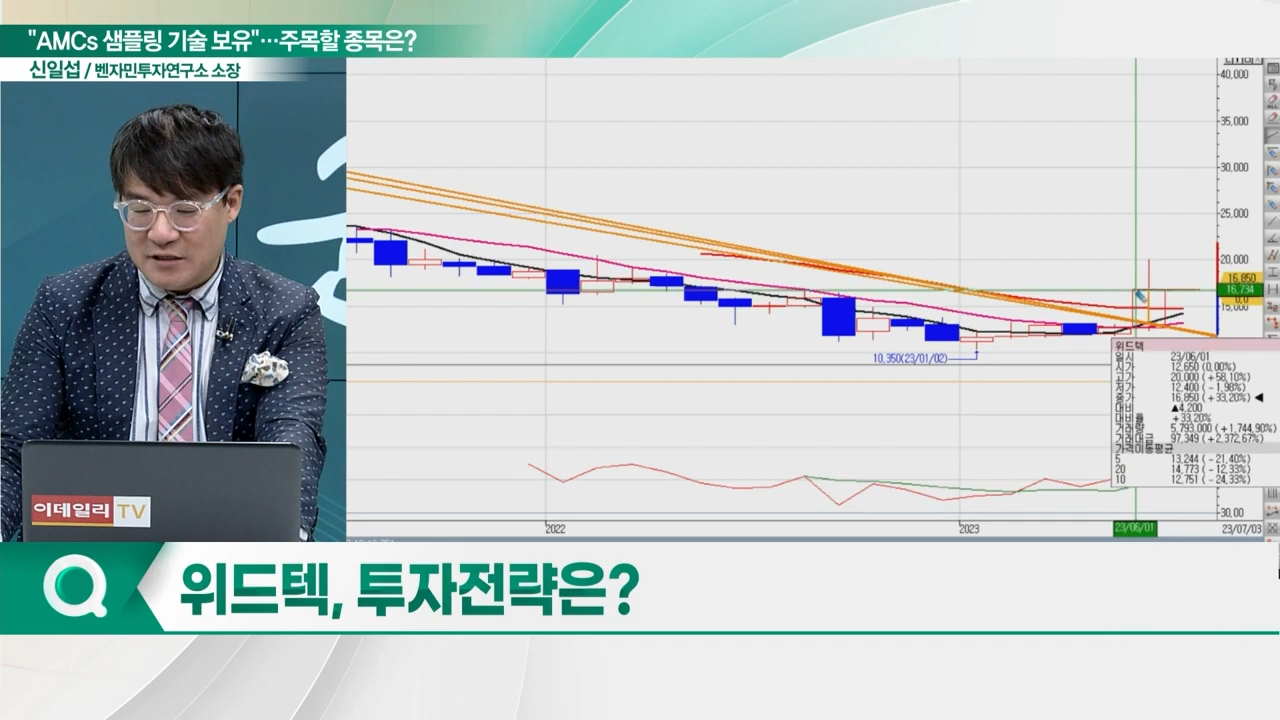 "AMCs 샘플링 기술 보유"…주목할 종목은?
신일섭 / 벤자민투자연구소 소장
40,000
35,000
30,000
25,000
20,000
16,850
16,734
0.0
15,000
10,350(23/01/02)
위드텍
일시 23/06/01
시가 12,650 (0.00%)
고가 20,000 (+58.10%)
저가 12,400 (-1.98%)
종가 16,850 (+33.20%)
대비 ▲4,200
대비율 +33.20%
거래량 5,793,000 (+1,744.90%)
거래대금 97,349 (+2,372.67%)
가격이동평균
5 13,244 (-21.40%)
20 14,773 (-12.33%)
10 12,751 (-24.33%)
30.00
2022
2023
23/06/01
23/07/03
이데일리 TV
위드텍, 투자전략은?